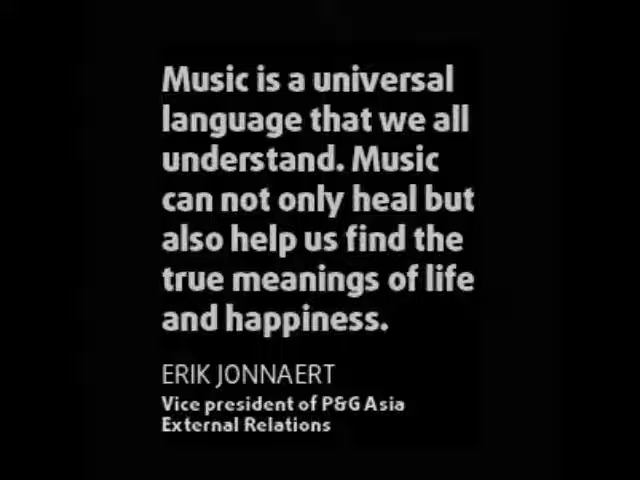 Music is a universal
language that we all
understand. Music
can not only heal but
also help us find the
true meanings of life
and happiness.
ERIK JONNAERT
Vice president of P&G Asia
External Relations